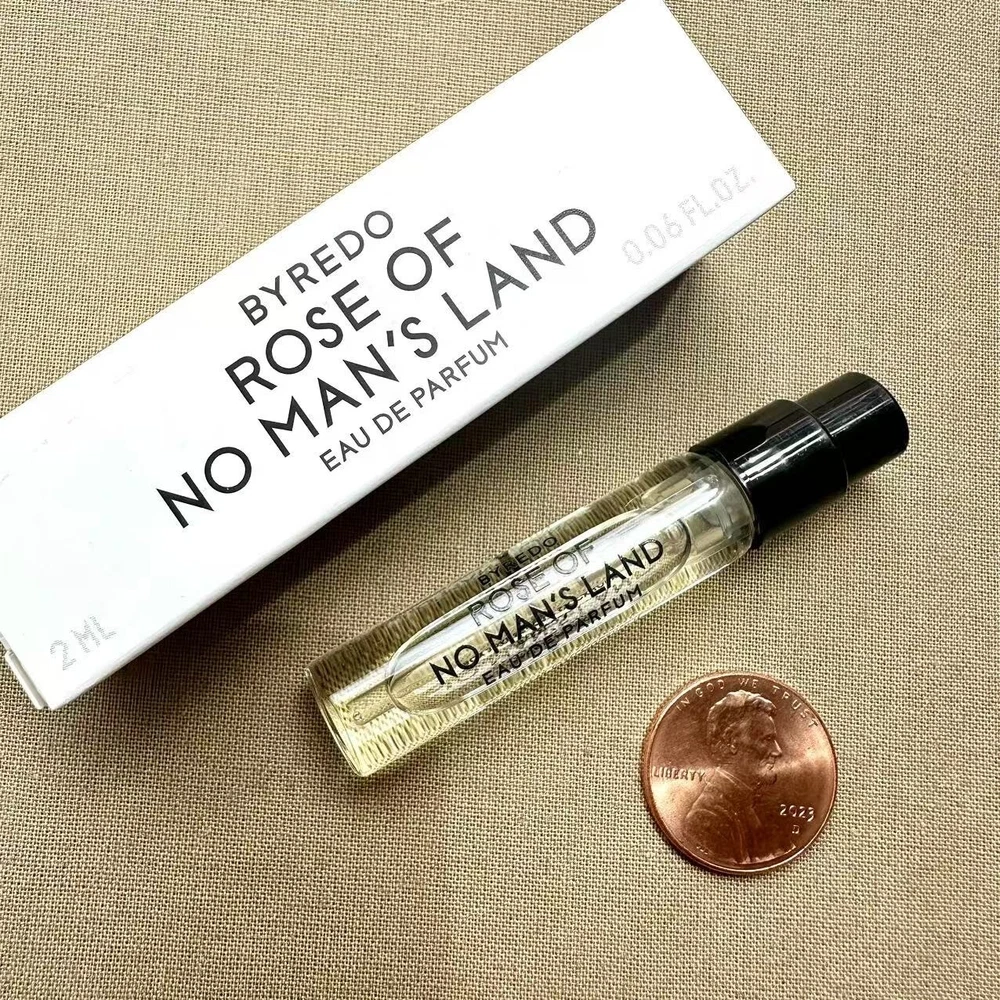 BYREDO
ROSE OF
NO MAN'S LAND
EAU DE PARFUM
0.06 FL.OZ.
2 ML
BYREDO
ROSE OF
NO MAN'S LAND
EAU DE PARFUM
IN GOD WE TRUST
LIBERTY
2023
D